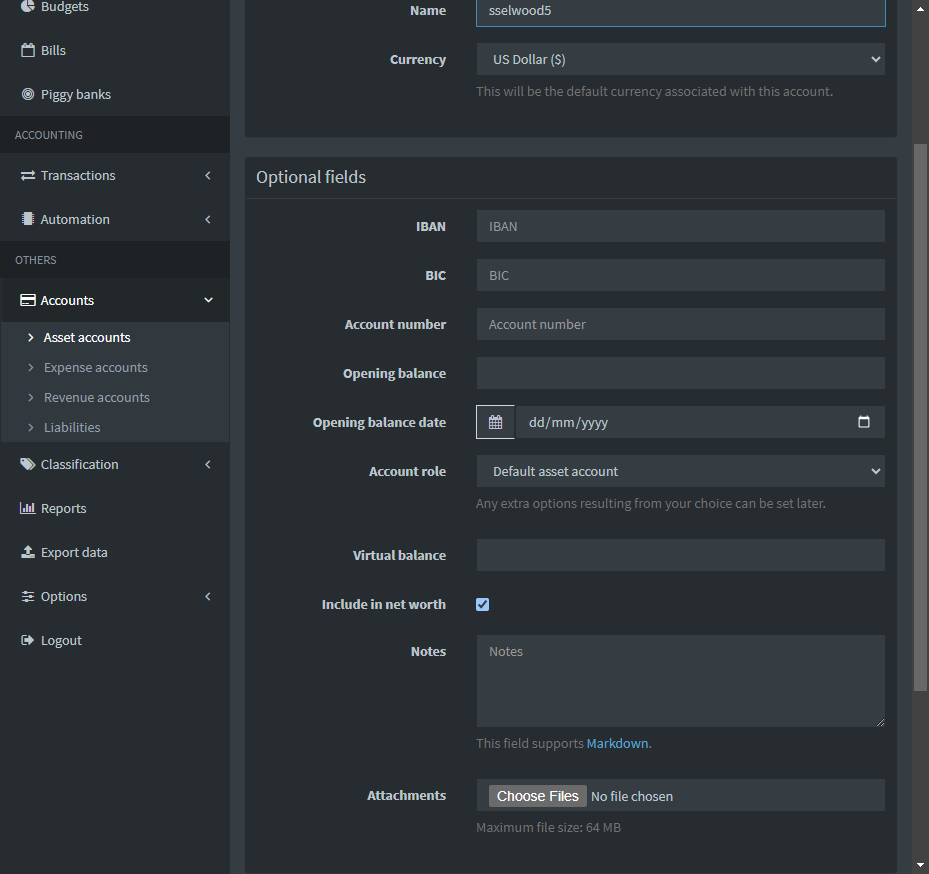 Budgets
Bills
Piggy banks
ACCOUNTING
Transactions
Automation
OTHERS
Accounts
Asset accounts
Expense accounts
Revenue accounts
Liabilities
Classification
Reports
Export data
Options
Logout
Name sselwood5
Currency US Dollar ($)
This will be the default currency associated with this account.
Optional fields
IBAN IBAN
BIC BIC
Account number Account number
Opening balance
Opening balance date dd/mm/yyyy
Account role Default asset account
Any extra options resulting from your choice can be set later.
Virtual balance
Include in net worth
Notes Notes
This field supports Markdown.
Attachments Choose Files No file chosen
Maximum file size: 64 MB